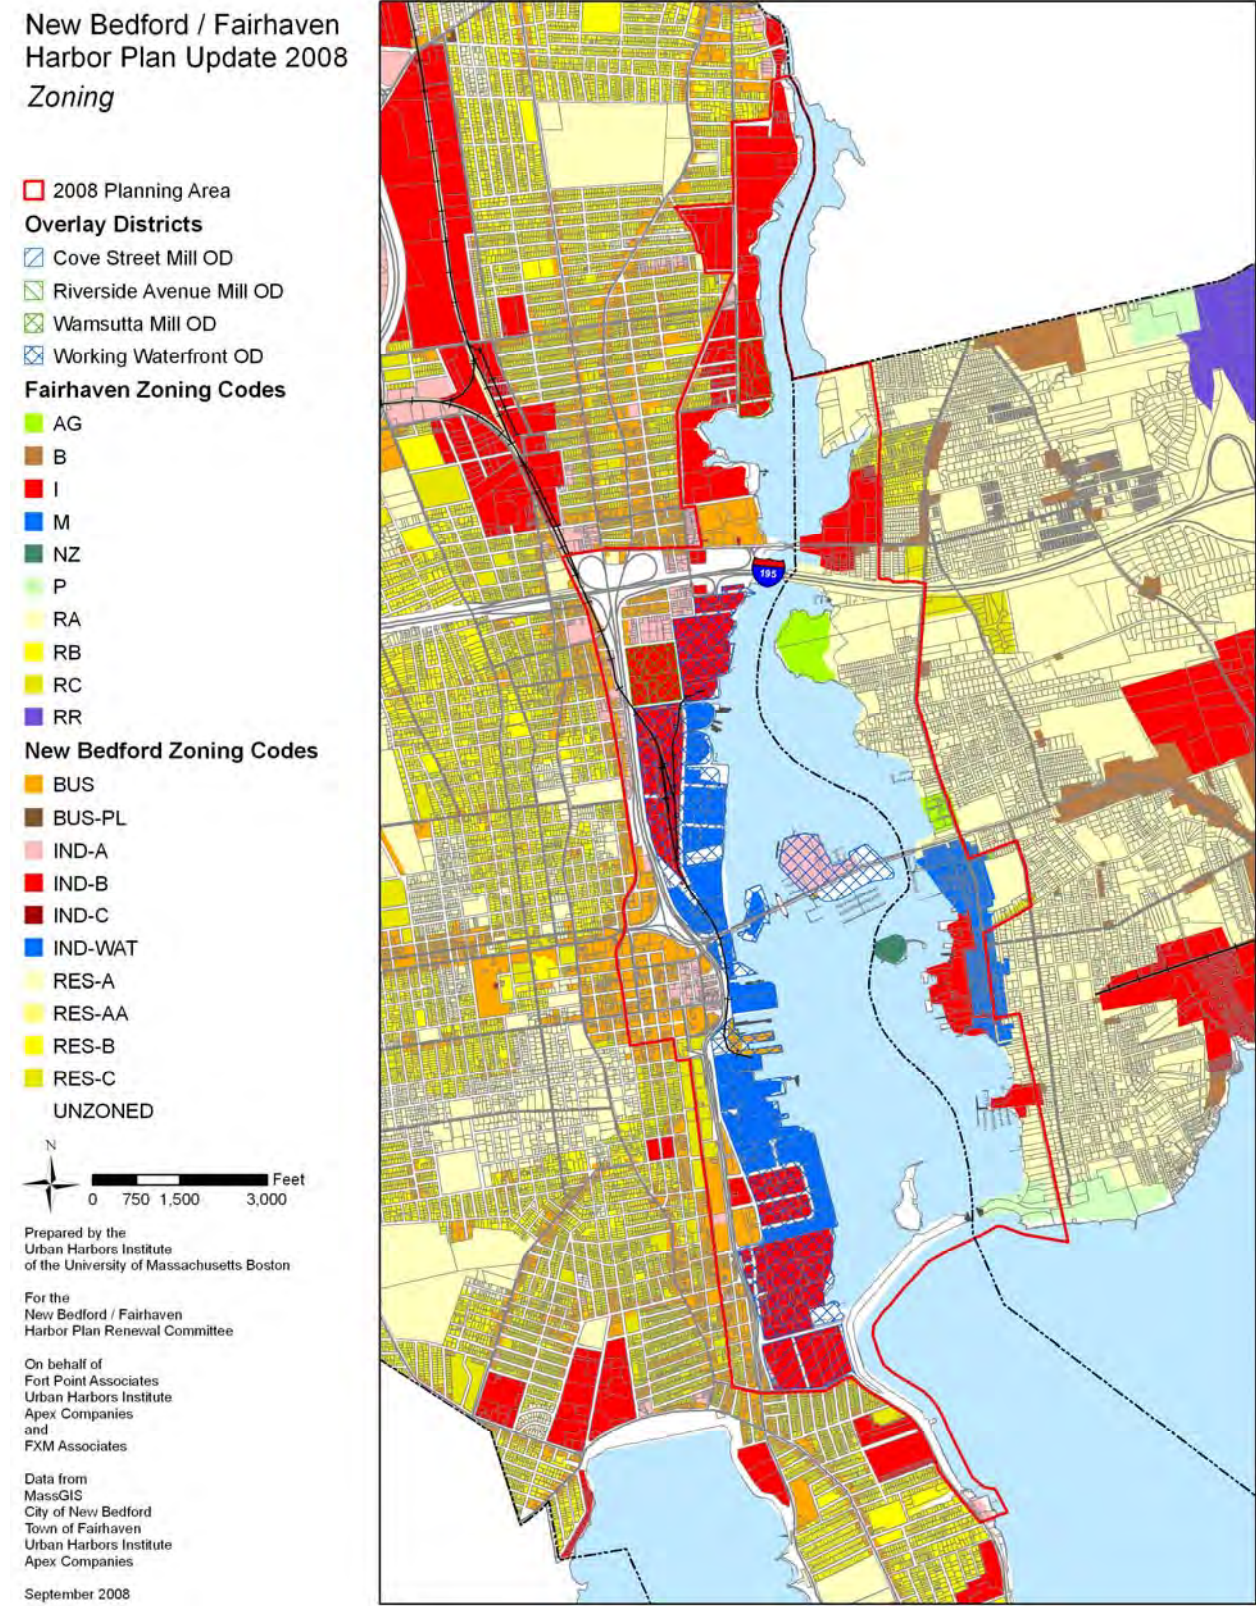 New Bedford / Fairhaven
Harbor Plan Update 2008
Zoning
2008 Planning Area
Overlay Districts
Cove Street Mill OD
Riverside Avenue Mill OD
Wamsutta Mill OD
Working Waterfront OD
Fairhaven Zoning Codes
AG
B
I
M
NZ
P
RA
RB
RC
RR
New Bedford Zoning Codes
BUS
BUS-PL
IND-A
IND-B
IND-C
IND-WAT
RES-A
RES-AA
RES-B
RES-C
UNZONED
N
Feet
0 750 1,500 3,000
Prepared by the
Urban Harbors Institute
of the University of Massachusetts Boston
For the
New Bedford / Fairhaven
Harbor Plan Renewal Committee
On behalf of
Fort Point Associates
Urban Harbors Institute
Apex Companies
and
FXM Associates
Data from
MassGIS
City of New Bedford
Town of Fairhaven
Urban Harbors Institute
Apex Companies
September 2008
195